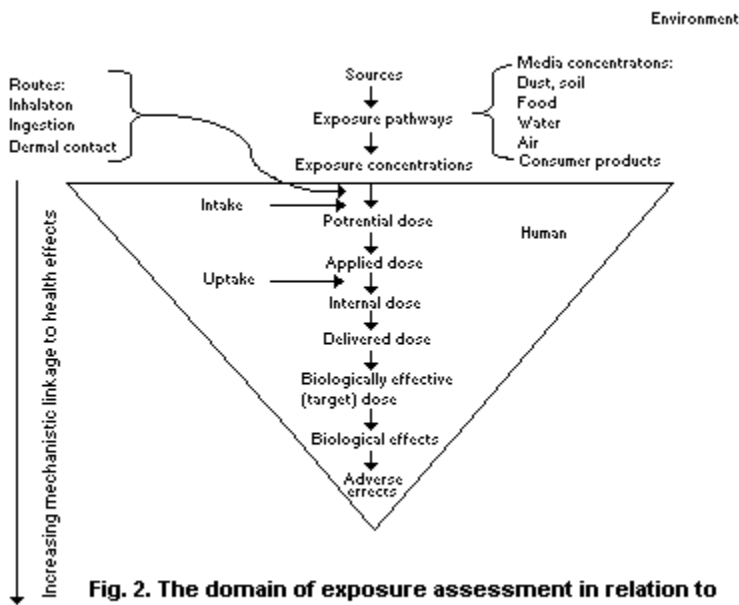 Environment
Routes:
Inhalaton
Ingestion
Dermal contact
Sources
Exposure pathways
Exposure concentrations
Media concentratons:
Dust, soil
Food
Water
Air
Consumer products
Intake
Potrential dose
Human
Applied dose
Uptake
Internal dose
Delivered dose
Biologically effective
(target) dose
Biological effects
Adverse
errects
Increasing mechanistic linkage to health effects
Fig. 2. The domain of exposure assessment in relation to